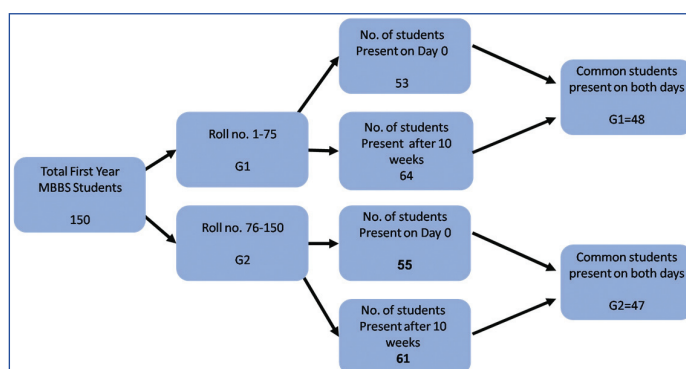 Total First Year
MBBS Students
150
Roll no. 1-75
G1
Roll no. 76-150
G2
No. of students
Present on Day 0
53
No. of students
Present after 10
weeks
64
No. of students
Present on Day 0
55
No. of students
Present after 10
weeks
61
Common students
present on both days
G1=48
Common students
present on both days
G2=47